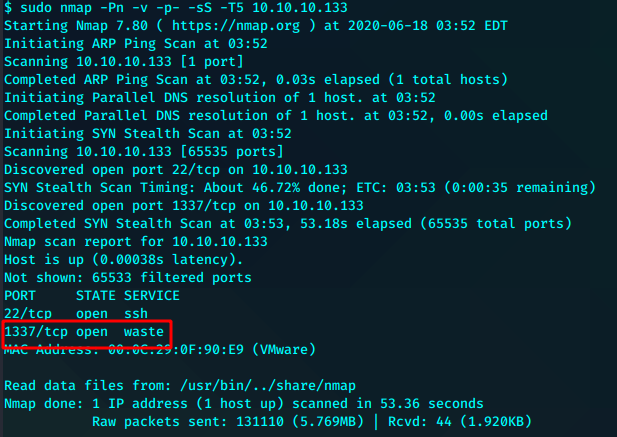 $ sudo nmap -Pn -v -p- -sS -T5 10.10.10.133
Starting Nmap 7.80 ( https://nmap.org ) at 2020-06-18 03:52 EDT
Initiating ARP Ping Scan at 03:52
Scanning 10.10.10.133 [1 port]
Completed ARP Ping Scan at 03:52, 0.03s elapsed (1 total hosts)
Initiating Parallel DNS resolution of 1 host. at 03:52
Completed Parallel DNS resolution of 1 host. at 03:52, 0.00s elapsed
Initiating SYN Stealth Scan at 03:52
Scanning 10.10.10.133 [65535 ports]
Discovered open port 22/tcp on 10.10.10.133
SYN Stealth Scan Timing: About 46.72% done; ETC: 03:53 (0:00:35 remaining)
Discovered open port 1337/tcp on 10.10.10.133
Completed SYN Stealth Scan at 03:53, 53.18s elapsed (65535 total ports)
Nmap scan report for 10.10.10.133
Host is up (0.00038s latency).
Not shown: 65533 filtered ports
PORT     STATE SERVICE
22/tcp   open  ssh
1337/tcp open  waste
MAC Address: 00:0C:29:0F:90:E9 (VMware)
Read data files from: /usr/bin/../share/nmap
Nmap done: 1 IP address (1 host up) scanned in 53.36 seconds
Raw packets sent: 131110 (5.769MB) | Rcvd: 44 (1.920KB)